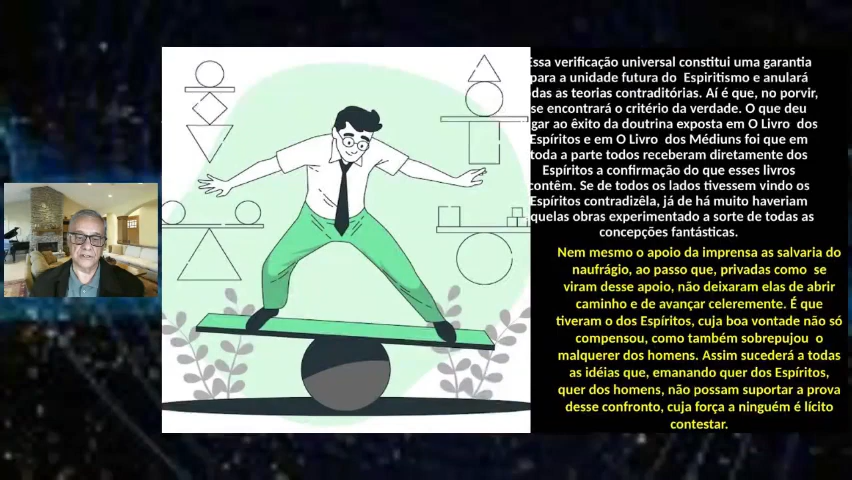 Essa verificação universal constitui uma garantia
para a unidade futura do Espiritismo e anulará
das as teorias contraditórias. Aí é que, no porvir,
se encontrará o critério da verdade. O que deu
gar ao êxito da doutrina exposta em O Livro dos
Espíritos e em O Livro dos Médiuns foi que em
toda a parte todos receberam diretamente dos
Espíritos a confirmação do que esses livros
contêm. Se de todos os lados tivessem vindo os
Espíritos contradizêla, já de há muito haveriam
quelas obras experimentado a sorte de todas as
concepções fantásticas.
Nem mesmo o apoio da imprensa as salvaria do
naufrágio, ao passo que, privadas como se
viram desse apoio, não deixaram elas de abrir
caminho e de avançar celeremente. É que
tiveram o dos Espíritos, cuja boa vontade não só
compensou, como também sobrepujou o
malquerer dos homens. Assim sucederá a todas
as idéias que, emanando quer dos Espíritos,
quer dos homens, não possam suportar a prova
desse confronto, cuja força a ninguém é lícito
contestar.